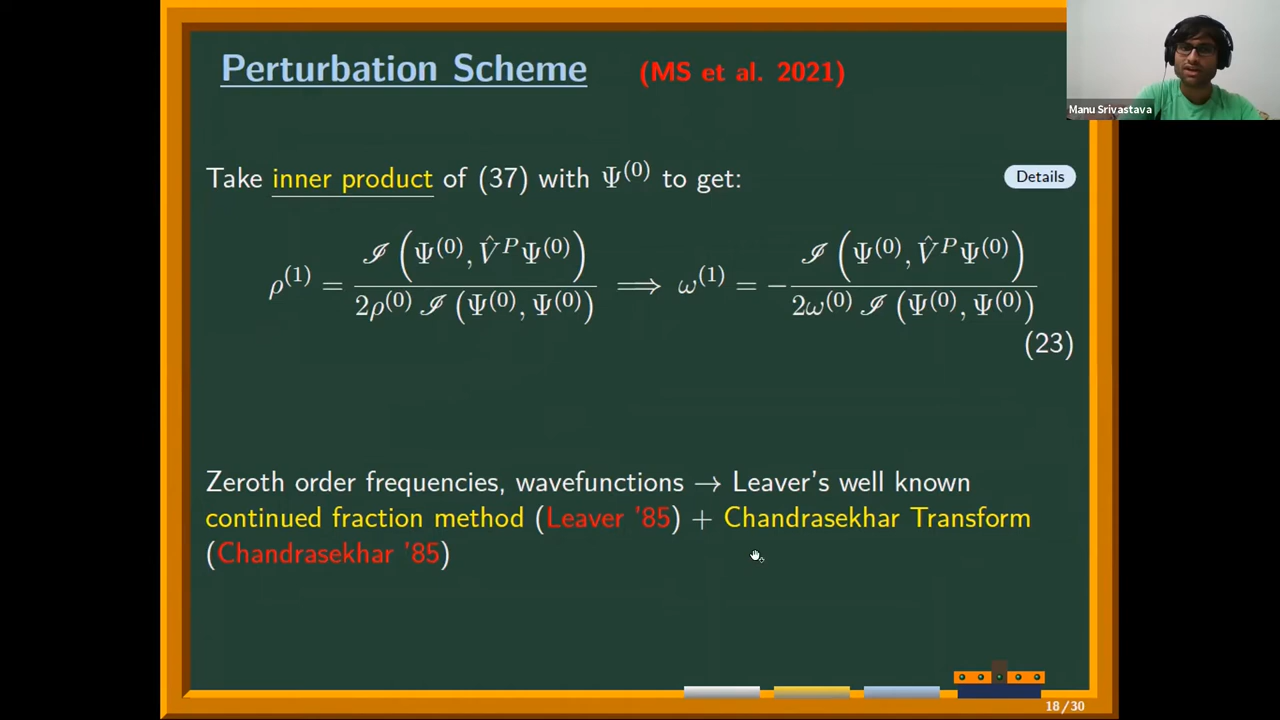 Perturbation Scheme (MS et al. 2021)
Manu Srivastava
Take inner product of (37) with Ψ^(0) to get:
Details
ρ^(1) = ℐ(Ψ^(0), V̂^P Ψ^(0)) / 2ρ^(0) ℐ(Ψ^(0), Ψ^(0)) ⟹ ω^(1) = − ℐ(Ψ^(0), V̂^P Ψ^(0)) / 2ω^(0) ℐ(Ψ^(0), Ψ^(0))
(23)
Zeroth order frequencies, wavefunctions → Leaver's well known
continued fraction method (Leaver '85) + Chandrasekhar Transform
(Chandrasekhar '85)
18/30